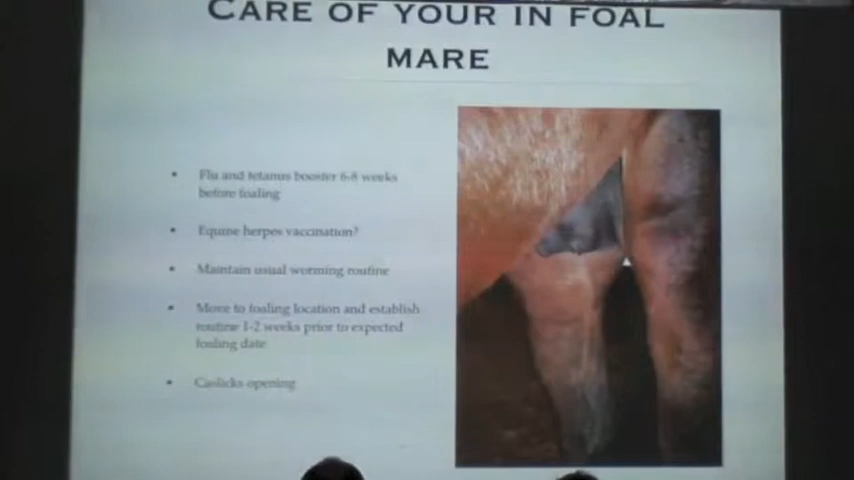 CARE OF YOUR IN FOAL
MARE
• Flu and tetanus booster 6-8 weeks
before foaling
• Equine herpes vaccination?
• Maintain usual worming routine
• Move to foaling location and establish
routine 1-2 weeks prior to expected
foaling date
• Caslicks opening